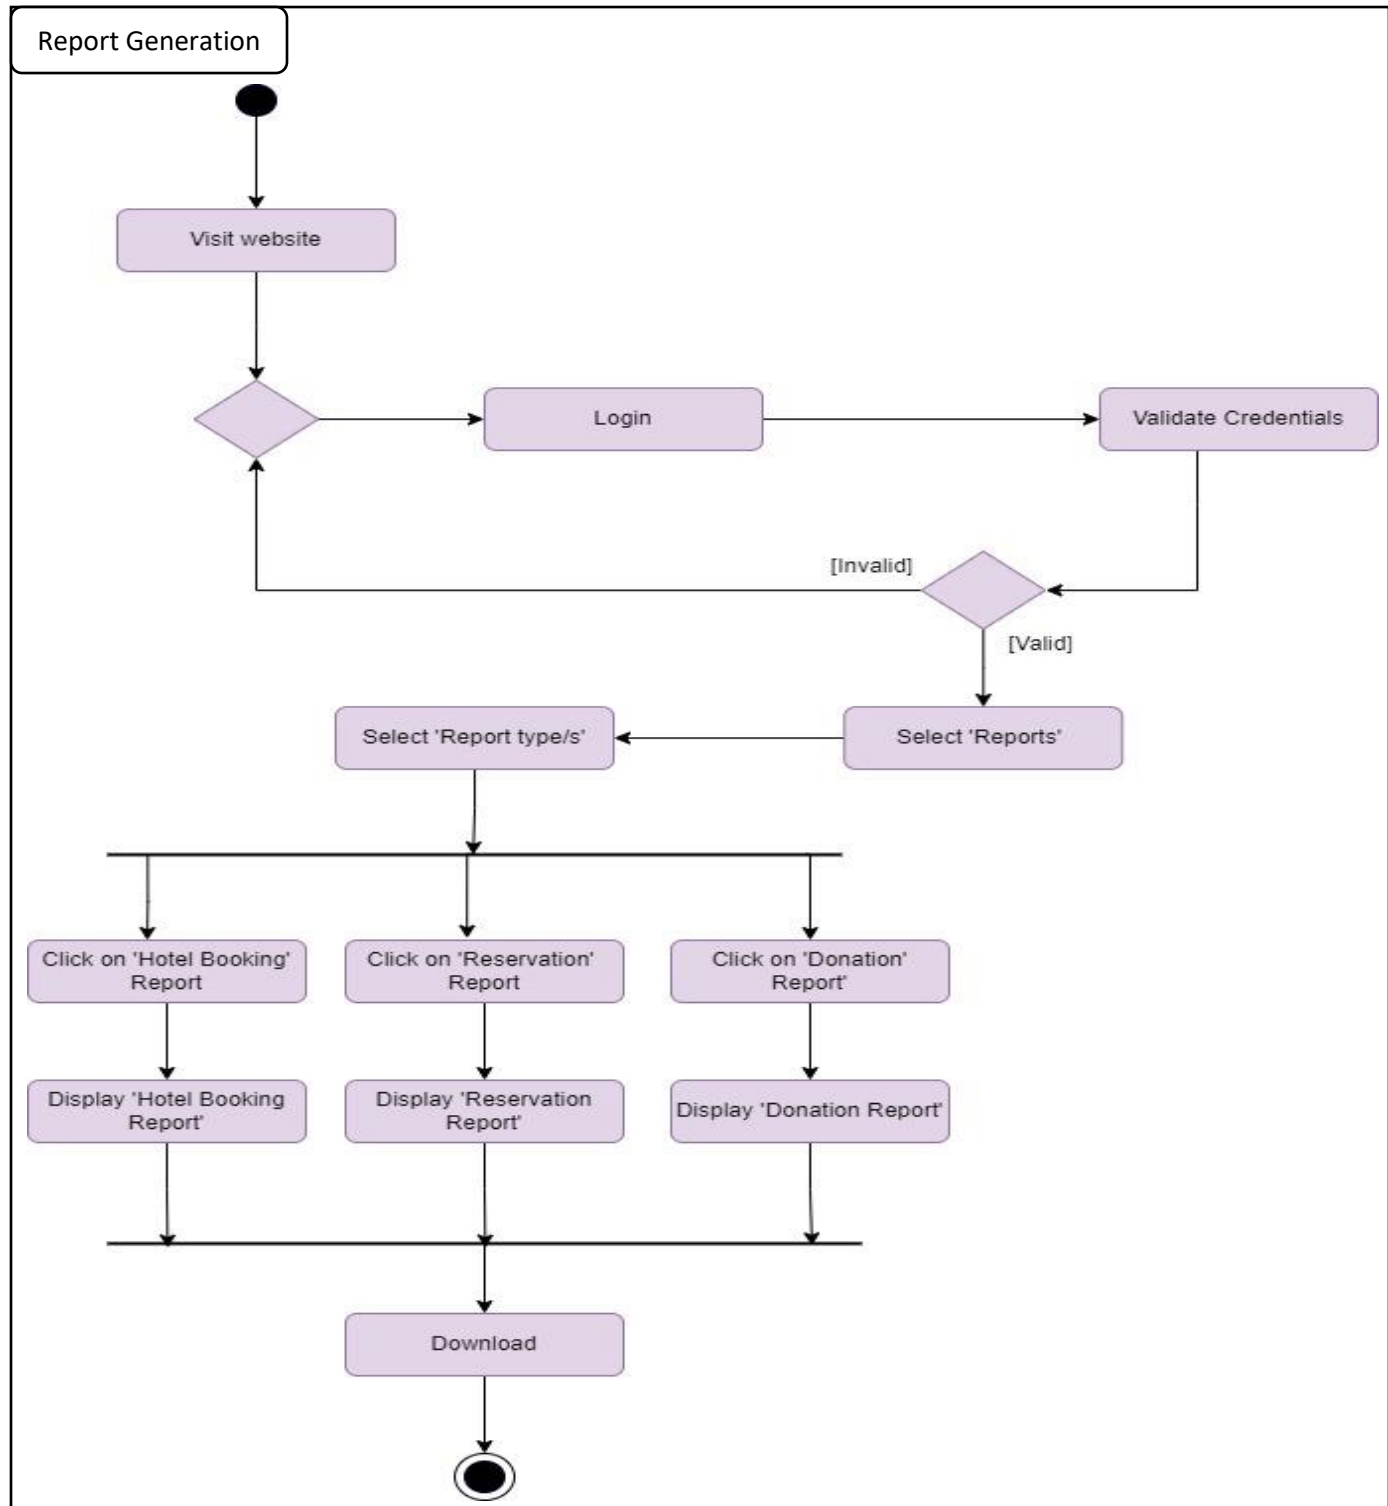 Report Generation
Visit website
Login
Validate Credentials
[Invalid]
[Valid]
Select 'Report type/s'
Select 'Reports'
Click on 'Hotel Booking'
Report
Click on 'Reservation'
Report
Click on 'Donation'
Report'
Display 'Hotel Booking
Report'
Display 'Reservation
Report'
Display 'Donation Report'
Download